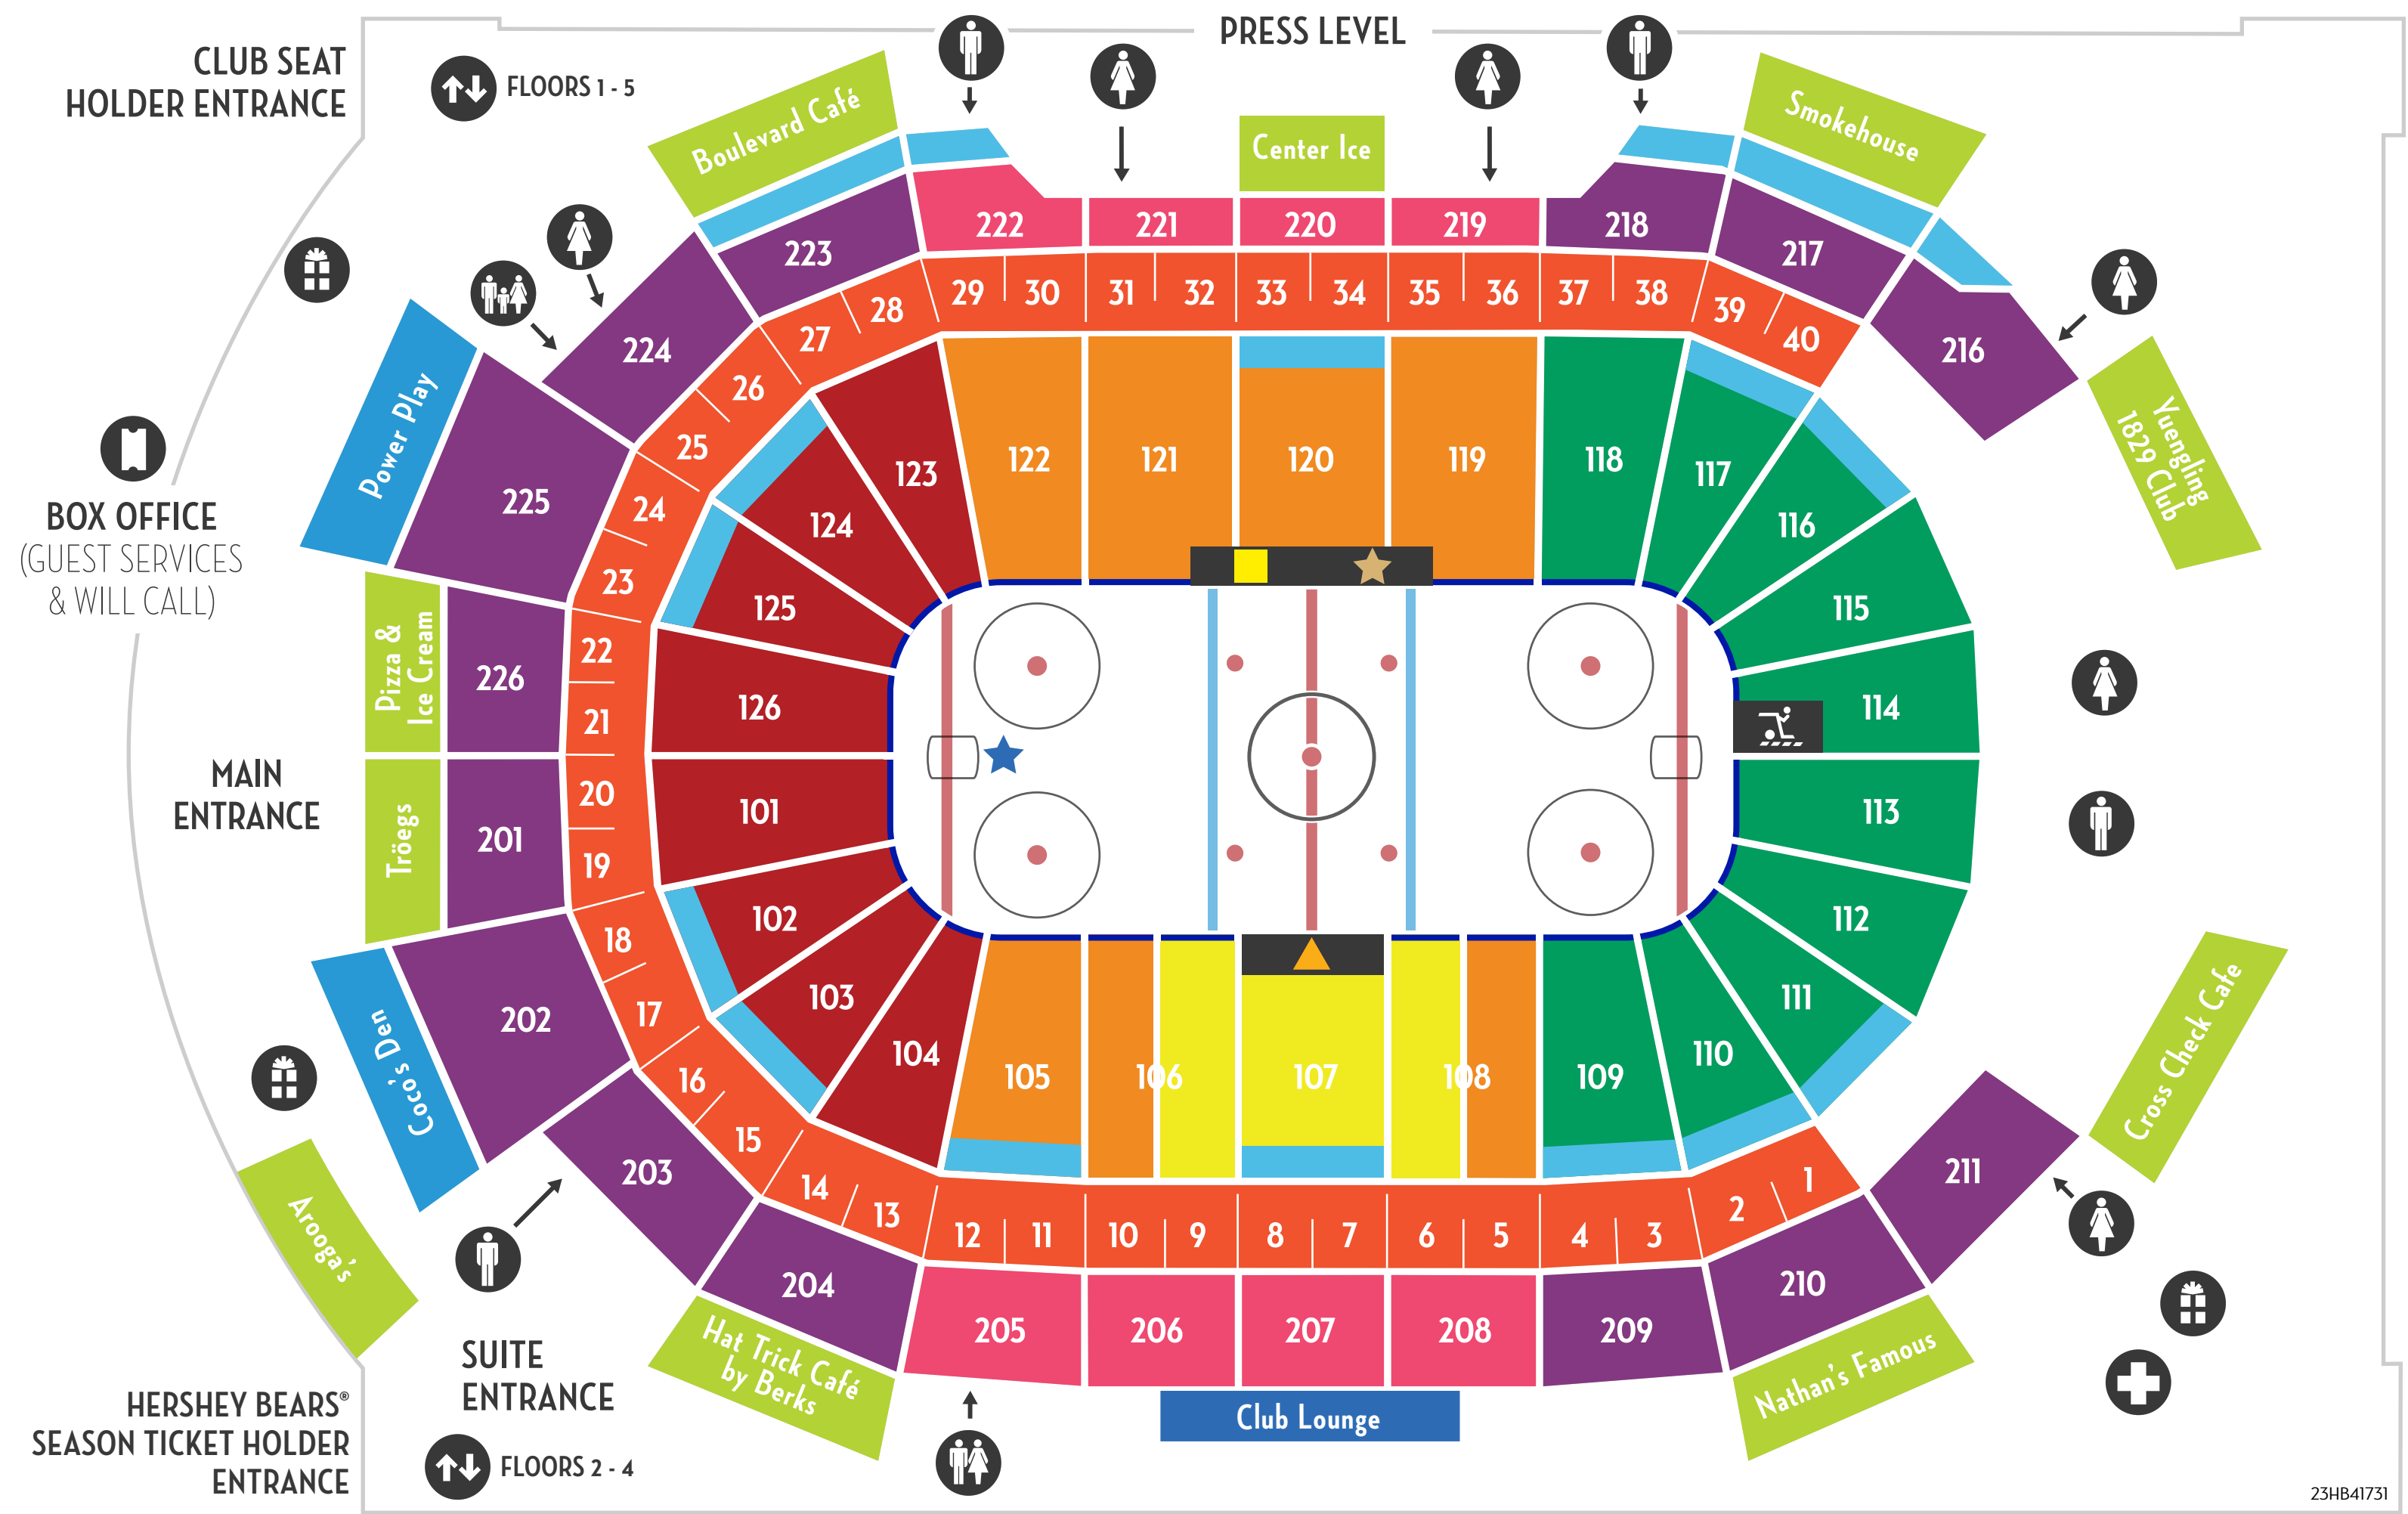 PRESS LEVEL
CLUB SEAT
HOLDER ENTRANCE
FLOORS 1 - 5
Boulevard Café
Center Ice
Smokehouse
222
221
220
219
218
223
217
224
216
29
30
31
32
33
34
35
36
37
38
28
39
27
40
26
25
24
23
22
21
20
19
18
17
16
15
14
13
Power Play
225
Yuengling
1829 Club
BOX OFFICE
(GUEST SERVICES
& WILL CALL)
Pizza &
Ice Cream
226
MAIN
ENTRANCE
Tröegs
201
Coco's Den
202
203
204
Arooga's
123
122
121
120
119
118
117
124
116
125
115
126
114
101
113
102
112
103
111
104
105
106
107
108
109
110
Cross Check Cafe
211
12
11
10
9
8
7
6
5
4
3
2
1
210
205
206
207
208
209
Hat Trick Café
by Berks
Nathan's Famous
Club Lounge
SUITE
ENTRANCE
HERSHEY BEARS®
SEASON TICKET HOLDER
ENTRANCE
FLOORS 2 - 4
23HB41731